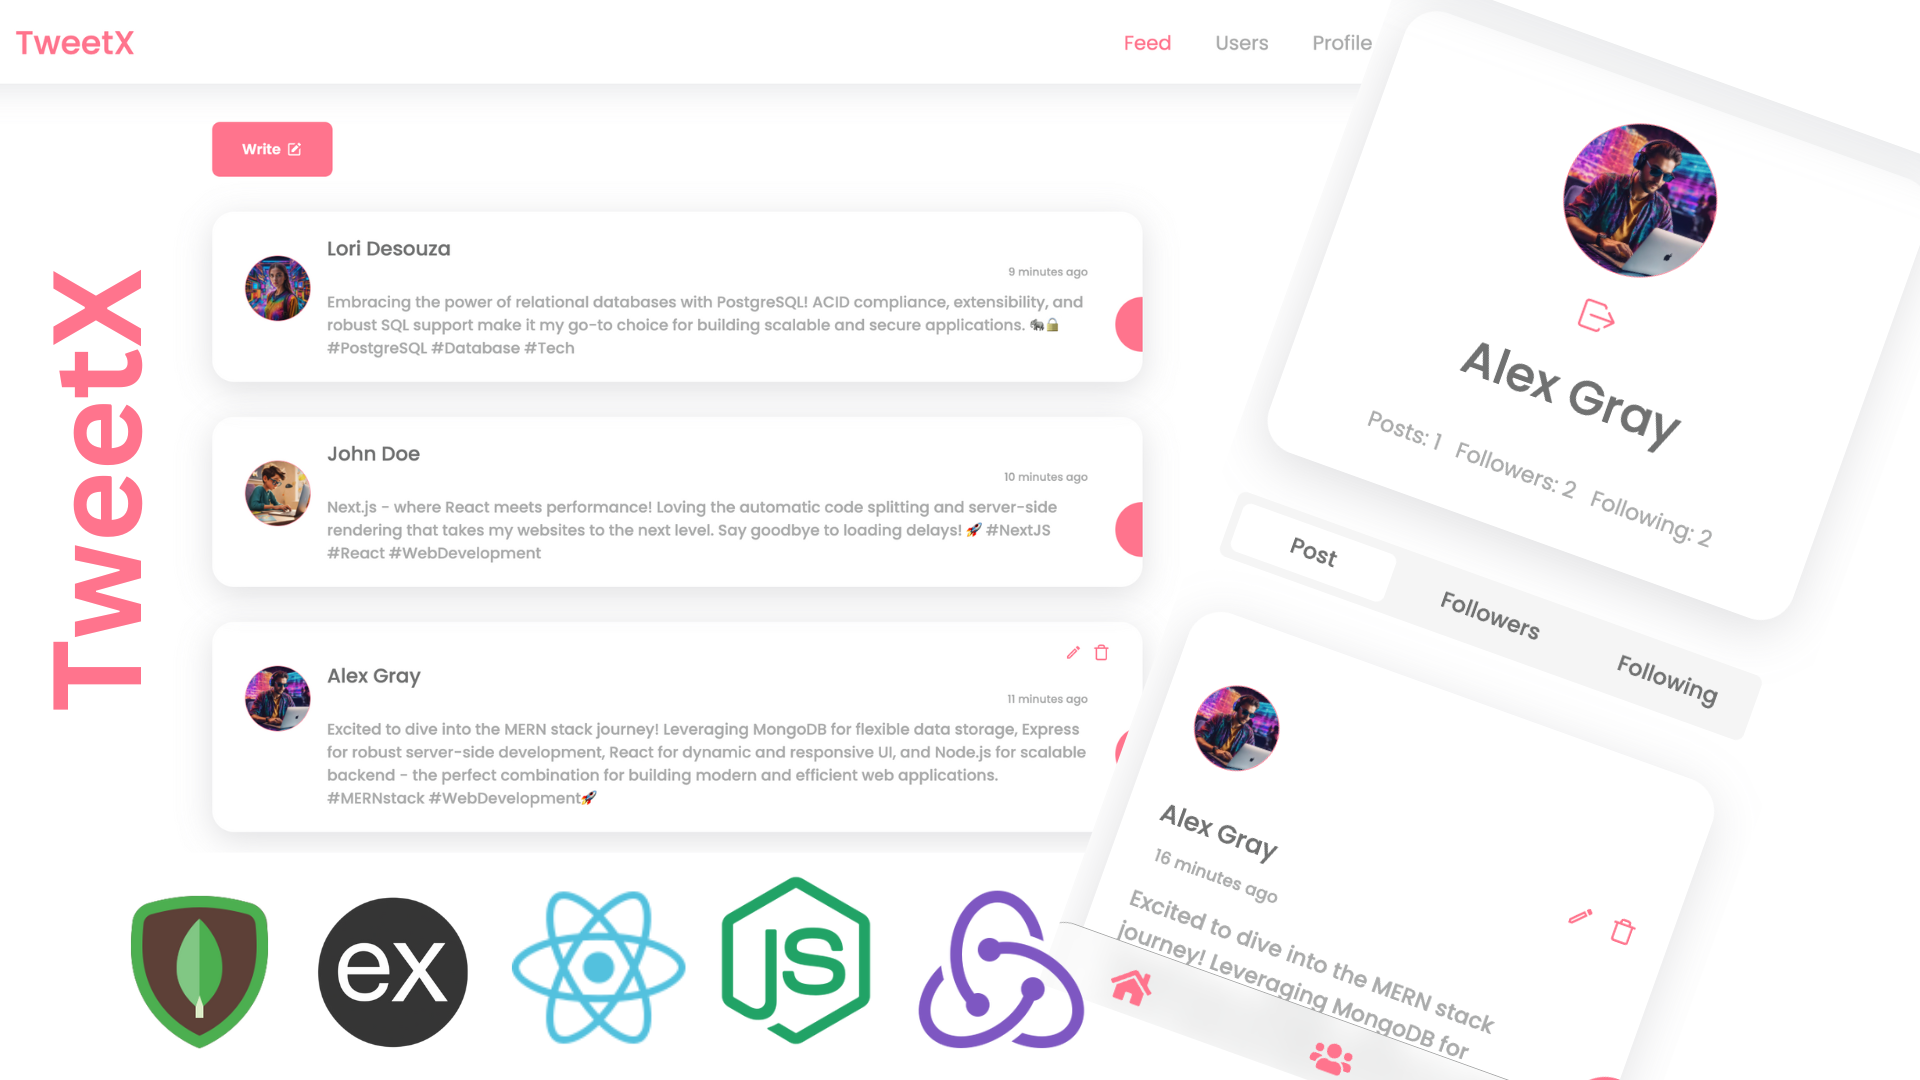 TweetX
Feed
Users
Profile
Write
TweetX
Lori Desouza
9 minutes ago
Embracing the power of relational databases with PostgreSQL! ACID compliance, extensibility, and
robust SQL support make it my go-to choice for building scalable and secure applications. 🐘🔒
#PostgreSQL #Database #Tech
John Doe
10 minutes ago
Next.js - where React meets performance! Loving the automatic code splitting and server-side
rendering that takes my websites to the next level. Say goodbye to loading delays! 🚀 #NextJS
#React #WebDevelopment
Alex Gray
11 minutes ago
Excited to dive into the MERN stack journey! Leveraging MongoDB for flexible data storage, Express
for robust server-side development, React for dynamic and responsive UI, and Node.js for scalable
backend - the perfect combination for building modern and efficient web applications.
#MERNstack #WebDevelopment🚀
ex
JS
Alex Gray
Posts: 1 Followers: 2 Following: 2
Post
Followers
Following
Alex Gray
16 minutes ago
Excited to dive into the MERN stack
journey! Leveraging MongoDB for